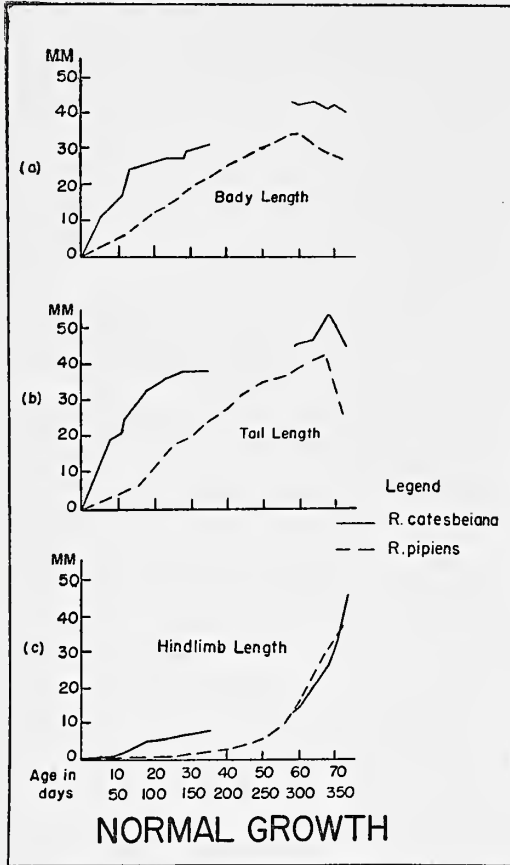 MM
50
40
30
20
10
0
(a)
Body Length
MM
50
40
30
20
10
0
(b)
Tail Length
Legend
R. catesbeiana
R. pipiens
MM
50
40
30
20
10
0
(c)
Hindlimb Length
Age in 10 20 30 40 50 60 70
days 50 100 150 200 250 300 350
NORMAL GROWTH